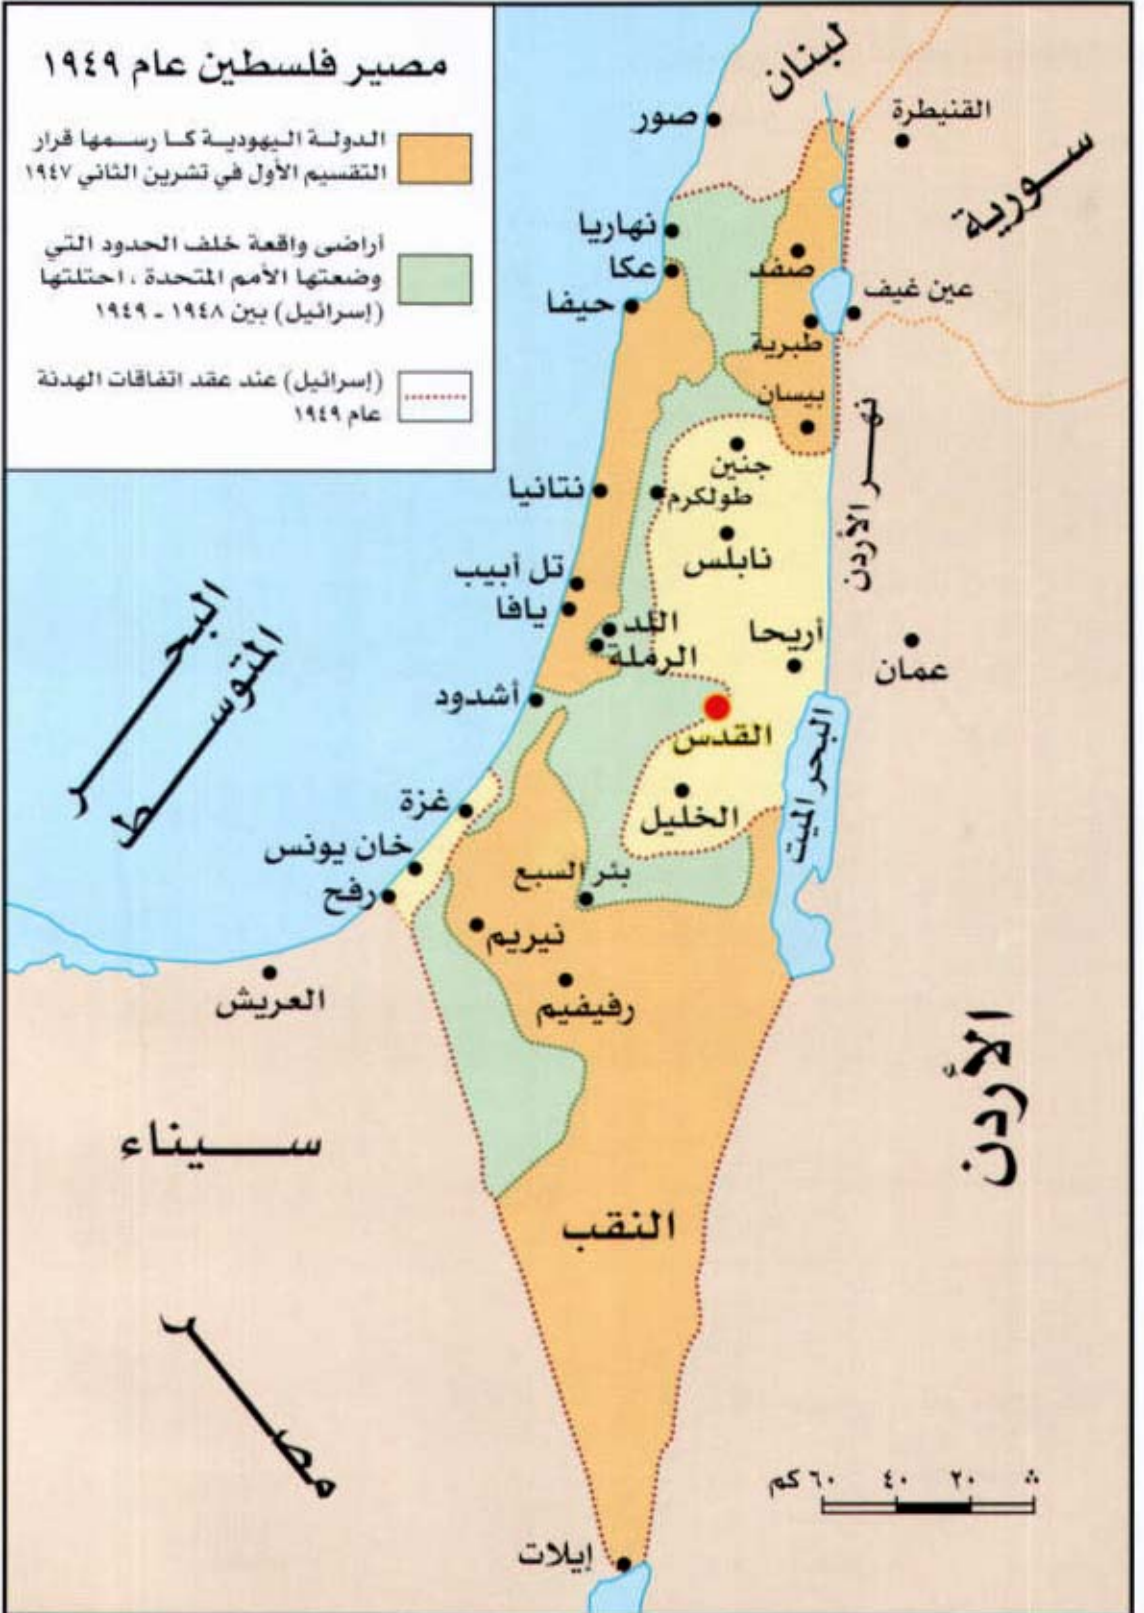 مصير فلسطين عام ١٩٤٩
الدولة اليهودية كا رسمها قرار
التقسيم الأول في تشرين الثاني ١٩٤٧
أراضى واقعة خلف الحدود التي
وضعتها الأمم المتحدة ، احتلتها
(إسرائيل) بين ١٩٤٨ - ١٩٤٩
(إسرائيل) عند عقد اتفاقات الهدنة
عام ١٩٤٩
لبنان
القنيطرة
صور
سورية
نهاريا
عكا
صفد
حيفا
عين غيف
طبرية
بيسان
نهر الأردن
جنين
نتانيا
طولكرم
نابلس
تل أبيب
يافا
اللد
أريحا
الرملة
عمان
البحر
المتوسط
أشدود
القدس
البحر الميت
غزة
الخليل
خان يونس
بئر السبع
رفح
نيريم
العريش
رفيفيم
الأردن
سيناء
النقب
مصر
٦٠ كم
٤٠
٢٠
إيلات